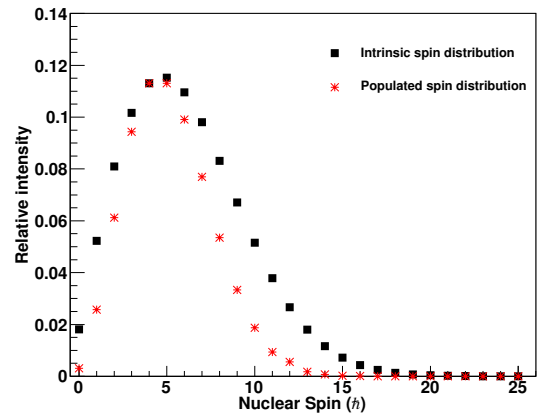 0.14
0.12
0.1
0.08
0.06
0.04
0.02
0
Relative intensity
Intrinsic spin distribution
Populated spin distribution
0 5 10 15 20 25
Nuclear Spin (ℏ)